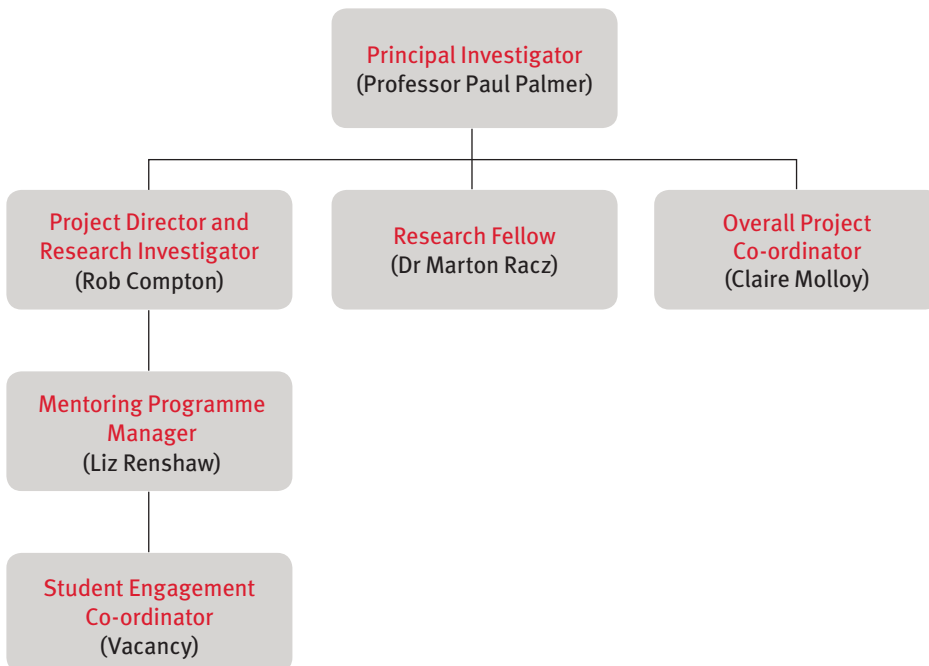 Principal Investigator
(Professor Paul Palmer)
Project Director and
Research Investigator
(Rob Compton)
Research Fellow
(Dr Marton Racz)
Overall Project
Co-ordinator
(Claire Molloy)
Mentoring Programme
Manager
(Liz Renshaw)
Student Engagement
Co-ordinator
(Vacancy)